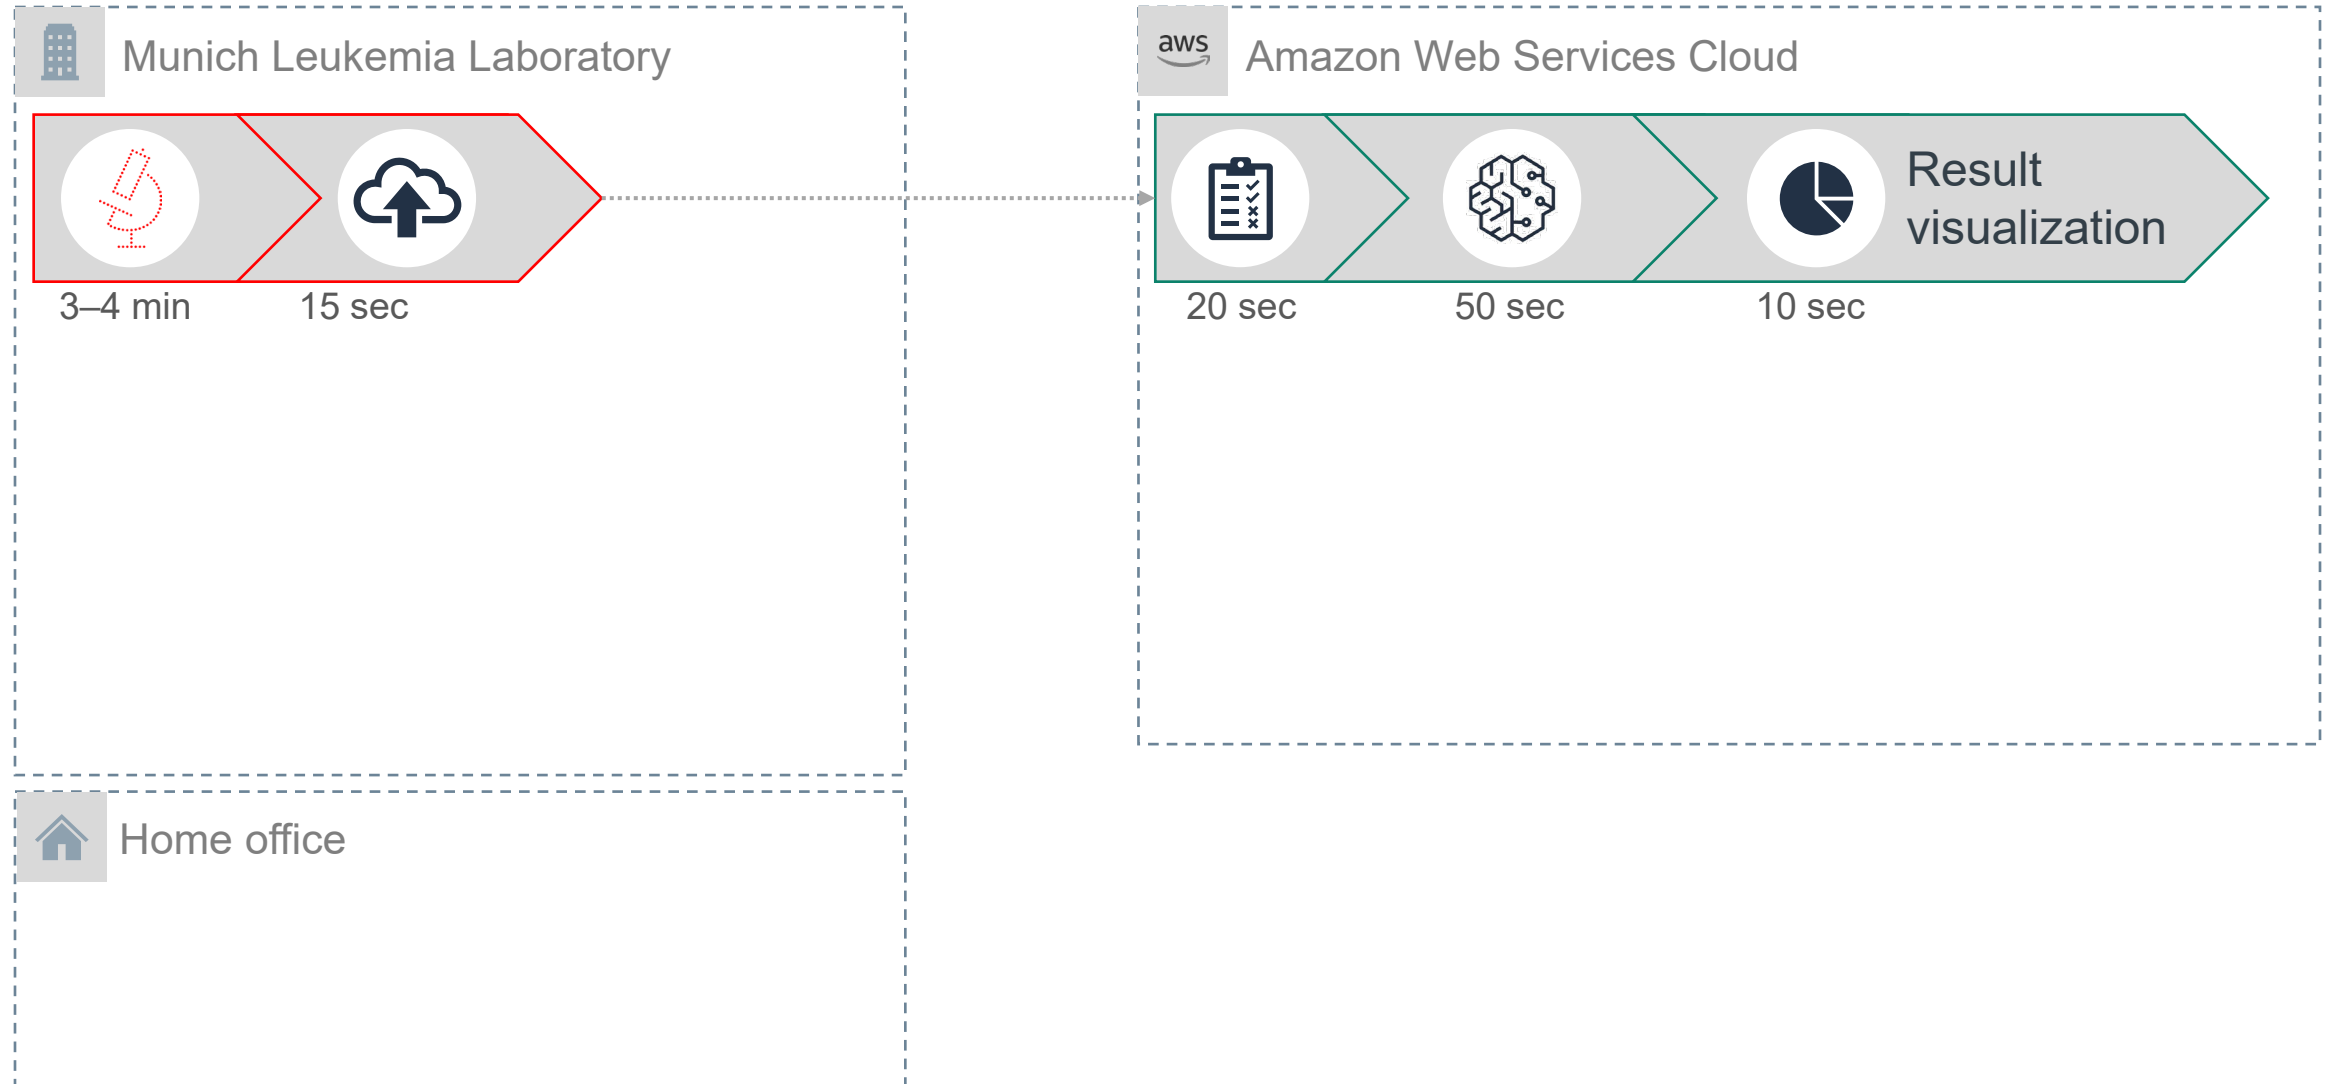 Munich Leukemia Laboratory
aws
Amazon Web Services Cloud
Result
visualization
3–4 min
15 sec
20 sec
50 sec
10 sec
Home office